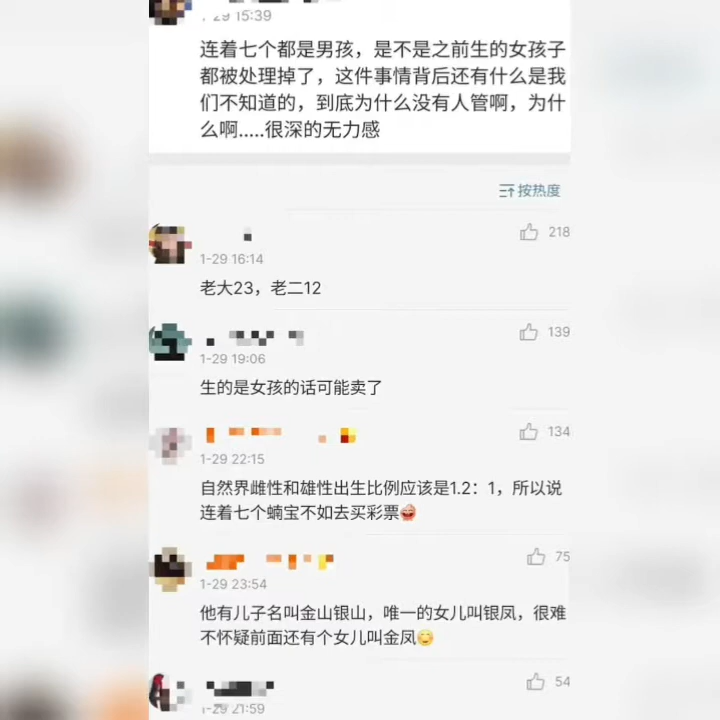 1-29 15:39
连着七个都是男孩，是不是之前生的女孩子
都被处理掉了，这件事情背后还有什么是我
们不知道的，到底为什么没有人管啊，为什
么啊.....很深的无力感
按热度
218
1-29 16:14
老大23，老二12
139
1-29 19:06
生的是女孩的话可能卖了
134
1-29 22:15
自然界雌性和雄性出生比例应该是1.2：1，所以说
连着七个蝻宝不如去买彩票
75
1-29 23:54
他有儿子名叫金山银山，唯一的女儿叫银凤，很难
不怀疑前面还有个女儿叫金凤
54
1-29 21:59